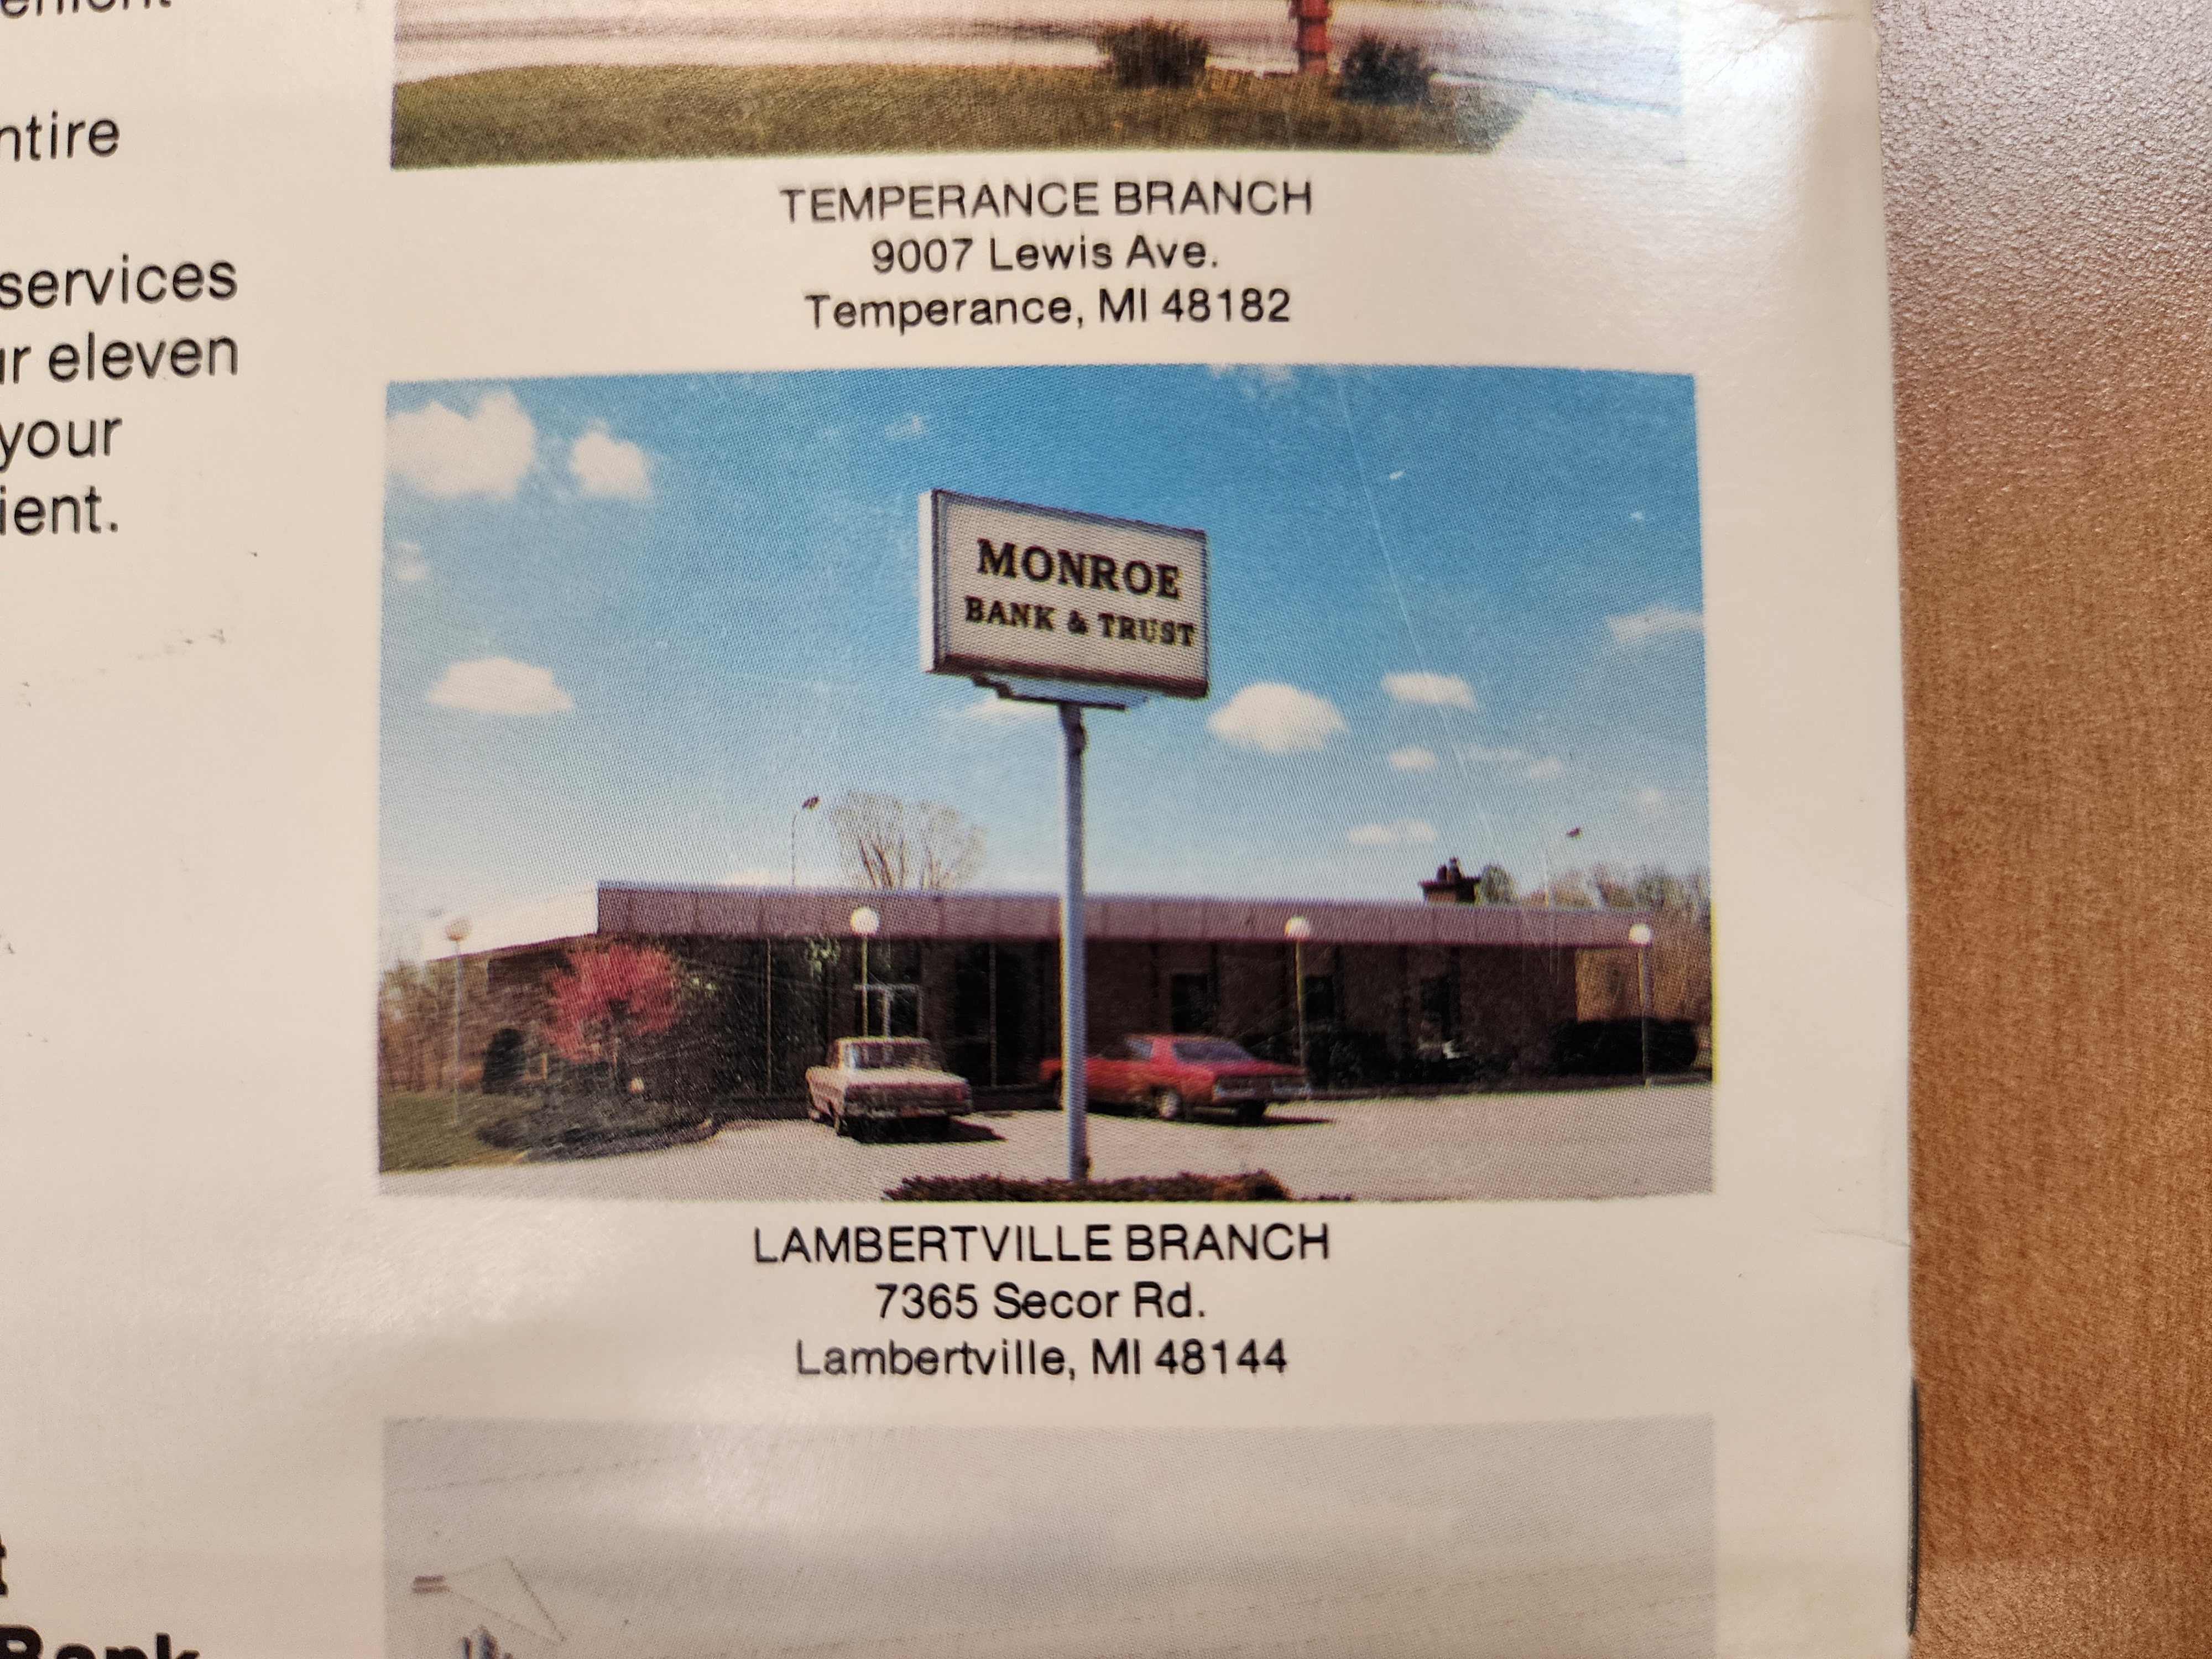 ntire
services
eleven
your
ient.
TEMPERANCE BRANCH
9007 Lewis Ave.
Temperance, MI 48182
MONROE
BANK & TRUST
LAMBERTVILLE BRANCH
7365 Secor Rd.
Lambertville, MI 48144
Bank